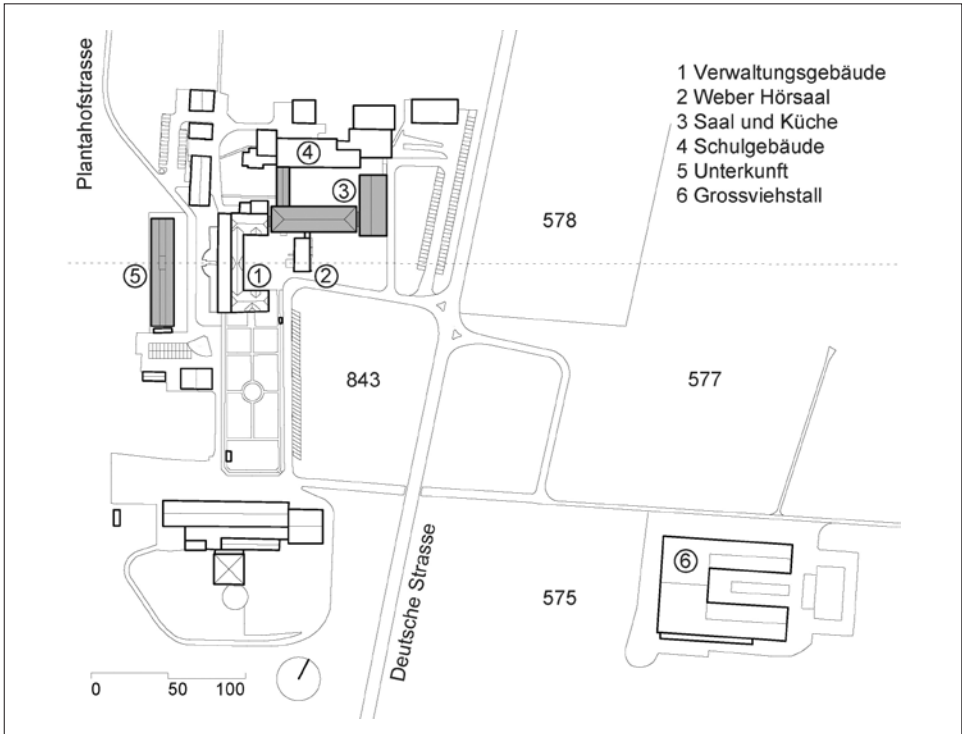 Plantahofstrasse
1 Verwaltungsgebäude
2 Weber Hörsaal
3 Saal und Küche
4 Schulgebäude
5 Unterkunft
6 Grossviehstall
4
3
578
5
1
2
843
577
6
575
Deutsche Strasse
0 50 100